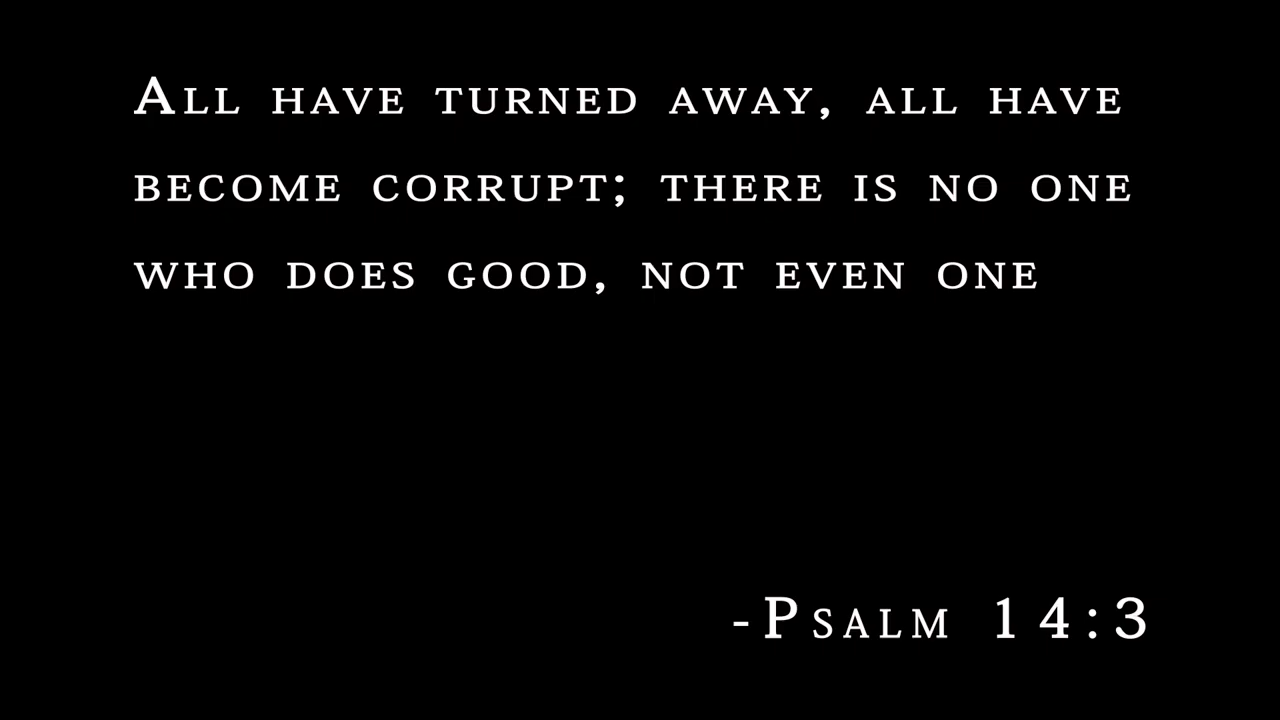 All have turned away, all have
become corrupt; there is no one
who does good, not even one
-Psalm 14:3